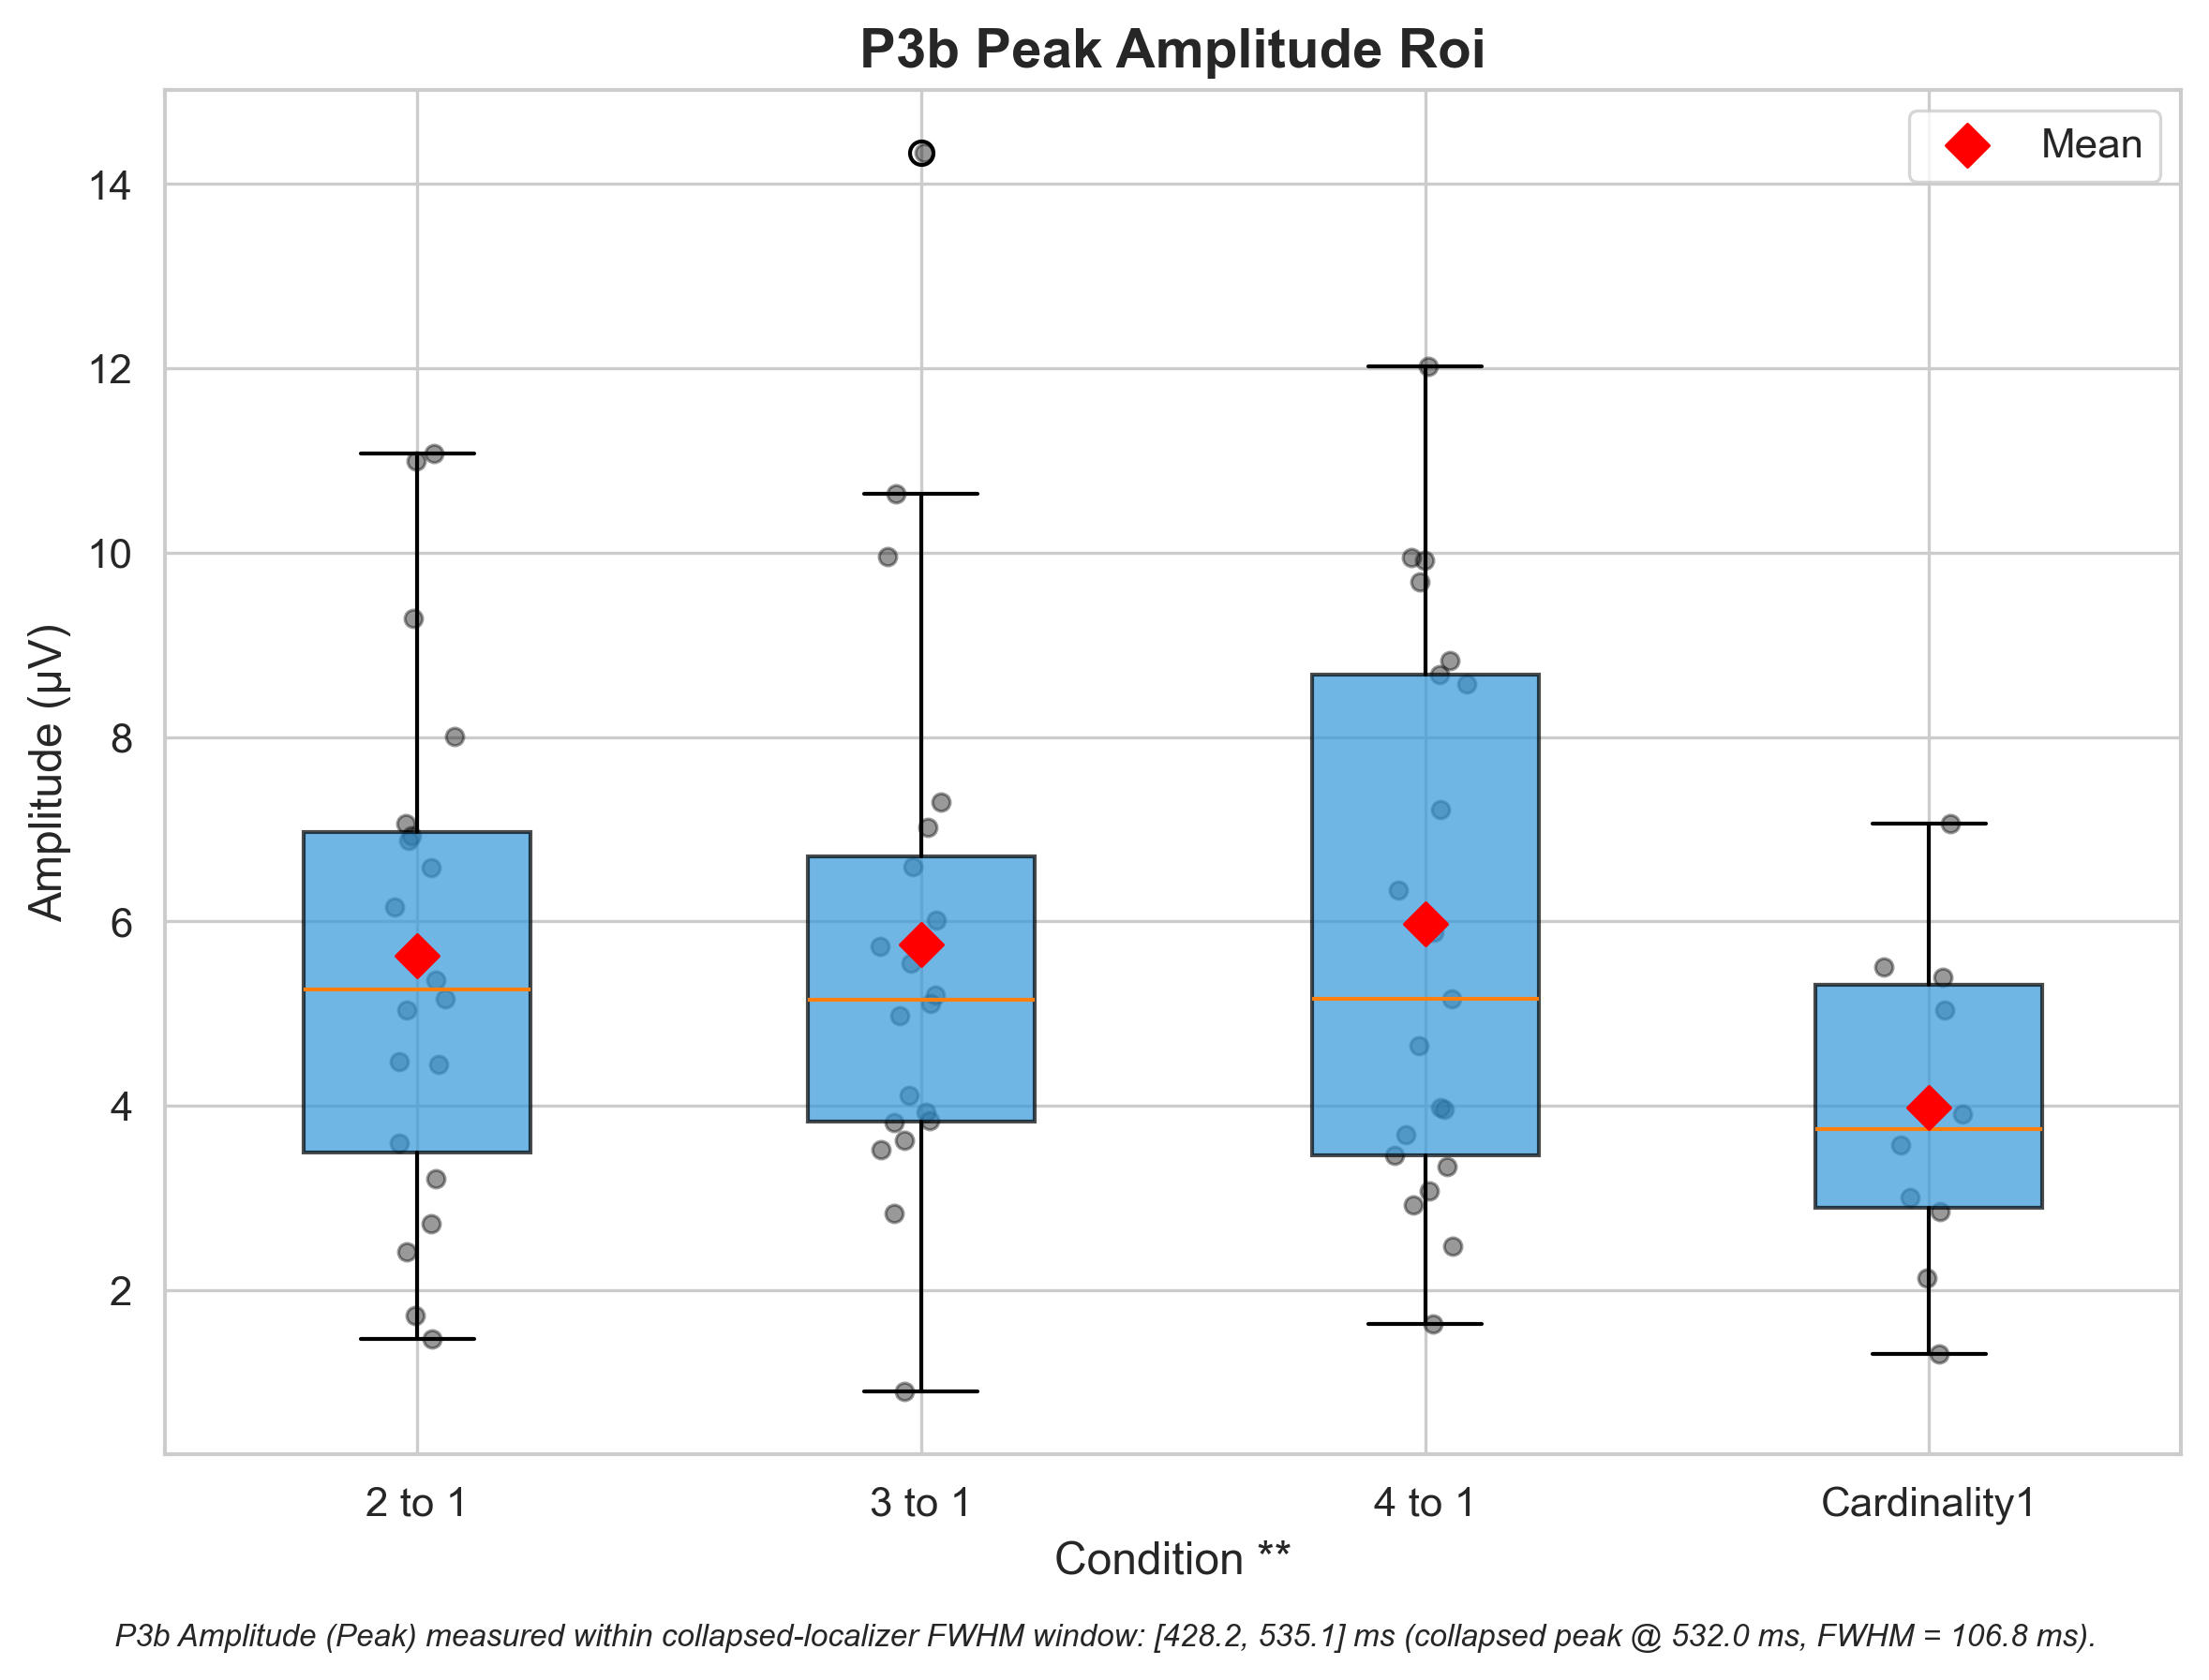 P3b Peak Amplitude Roi
Mean
14
12
10
8
6
4
2
Amplitude (µV)
2 to 1
3 to 1
4 to 1
Cardinality1
Condition **
P3b Amplitude (Peak) measured within collapsed-localizer FWHM window: [428.2, 535.1] ms (collapsed peak @ 532.0 ms, FWHM = 106.8 ms).